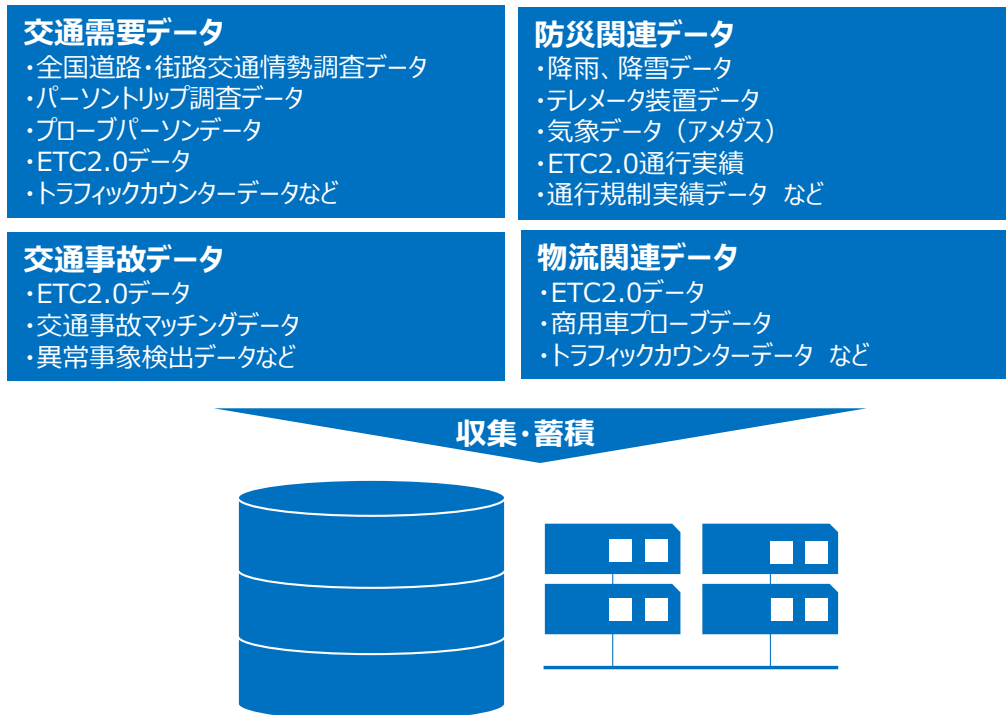 交通需要データ
・全国道路・街路交通情勢調査データ
・パーソントリップ調査データ
・プローブパーソンデータ
・ETC2.0データ
・トラフィックカウンターデータなど
防災関連データ
・降雨、降雪データ
・テレメータ装置データ
・気象データ（アメダス）
・ETC2.0通行実績
・通行規制実績データ など
交通事故データ
・ETC2.0データ
・交通事故マッチングデータ
・異常事象検出データなど
物流関連データ
・ETC2.0データ
・商用車プローブデータ
・トラフィックカウンターデータ など
収集・蓄積